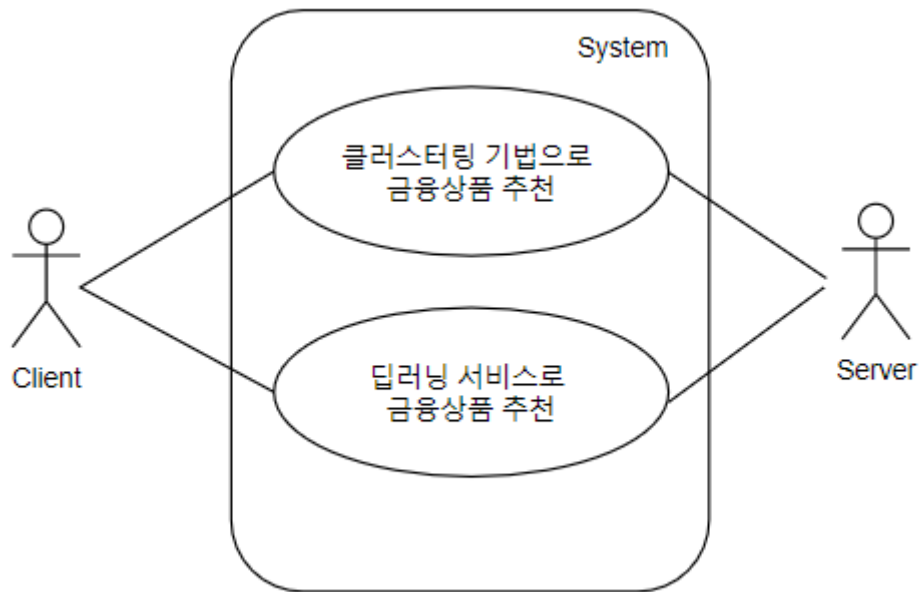 System
클러스터링 기법으로
금융상품 추천
딥러닝 서비스로
금융상품 추천
Client
Server